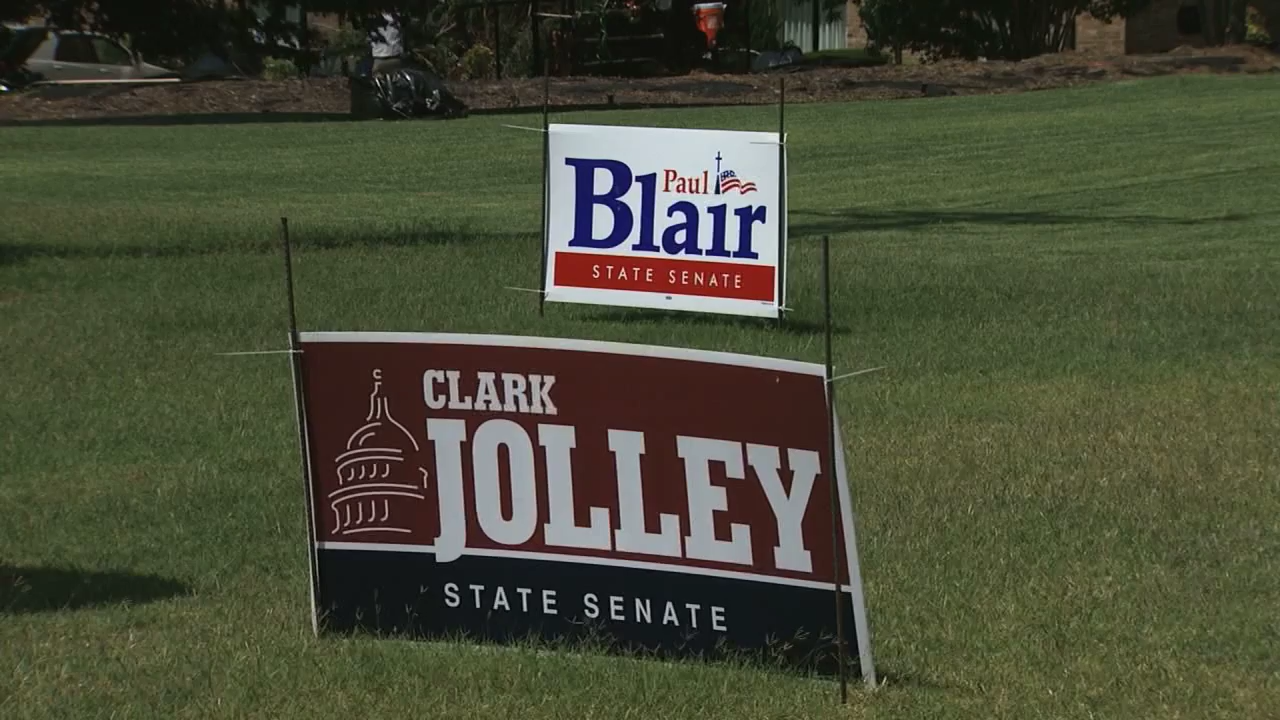 Paul
Blair
STATE SENATE
CLARK
JOLLEY
STATE SENATE